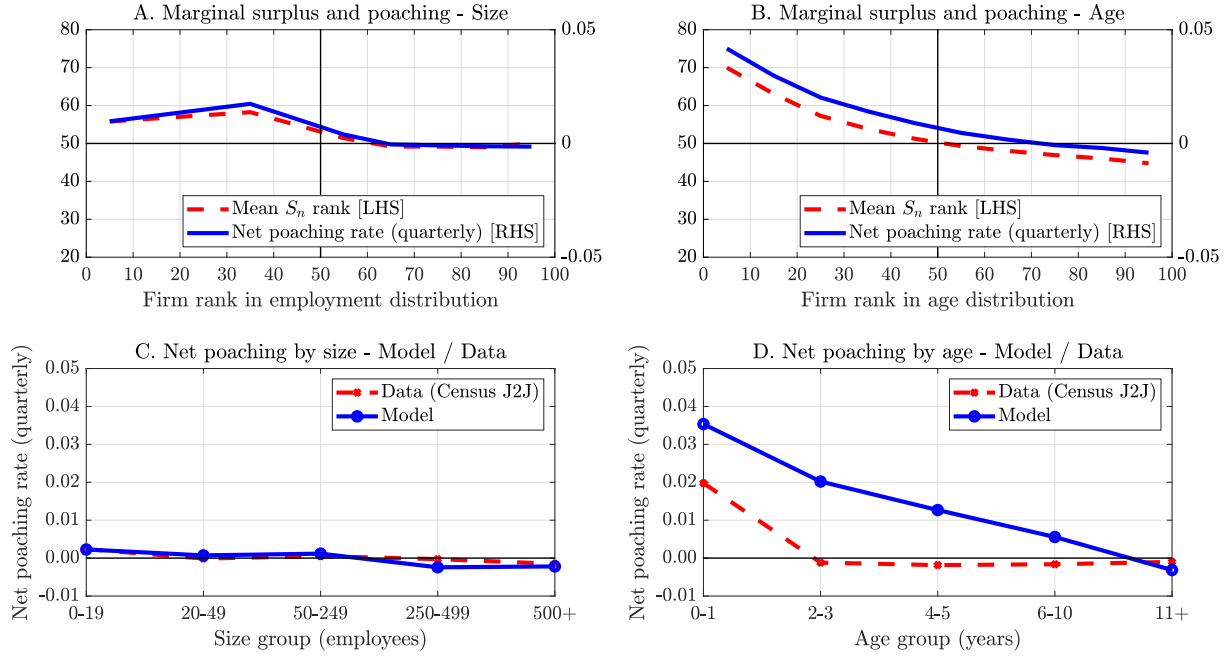 A. Marginal surplus and poaching - Size
80
70
60
50
40
30
20
0.05
0
-0.05
Mean Sₙ rank [LHS]
Net poaching rate (quarterly) [RHS]
0 10 20 30 40 50 60 70 80 90 100
Firm rank in employment distribution
B. Marginal surplus and poaching - Age
80
70
60
50
40
30
20
0.05
0
-0.05
Mean Sₙ rank [LHS]
Net poaching rate (quarterly) [RHS]
0 10 20 30 40 50 60 70 80 90 100
Firm rank in age distribution
C. Net poaching by size - Model / Data
Net poaching rate (quarterly)
0.05
0.04
0.03
0.02
0.01
0.00
-0.01
Data (Census J2J)
Model
0-19 20-49 50-249 250-499 500+
Size group (employees)
D. Net poaching by age - Model / Data
Net poaching rate (quarterly)
0.05
0.04
0.03
0.02
0.01
0.00
-0.01
Data (Census J2J)
Model
0-1 2-3 4-5 6-10 11+
Age group (years)